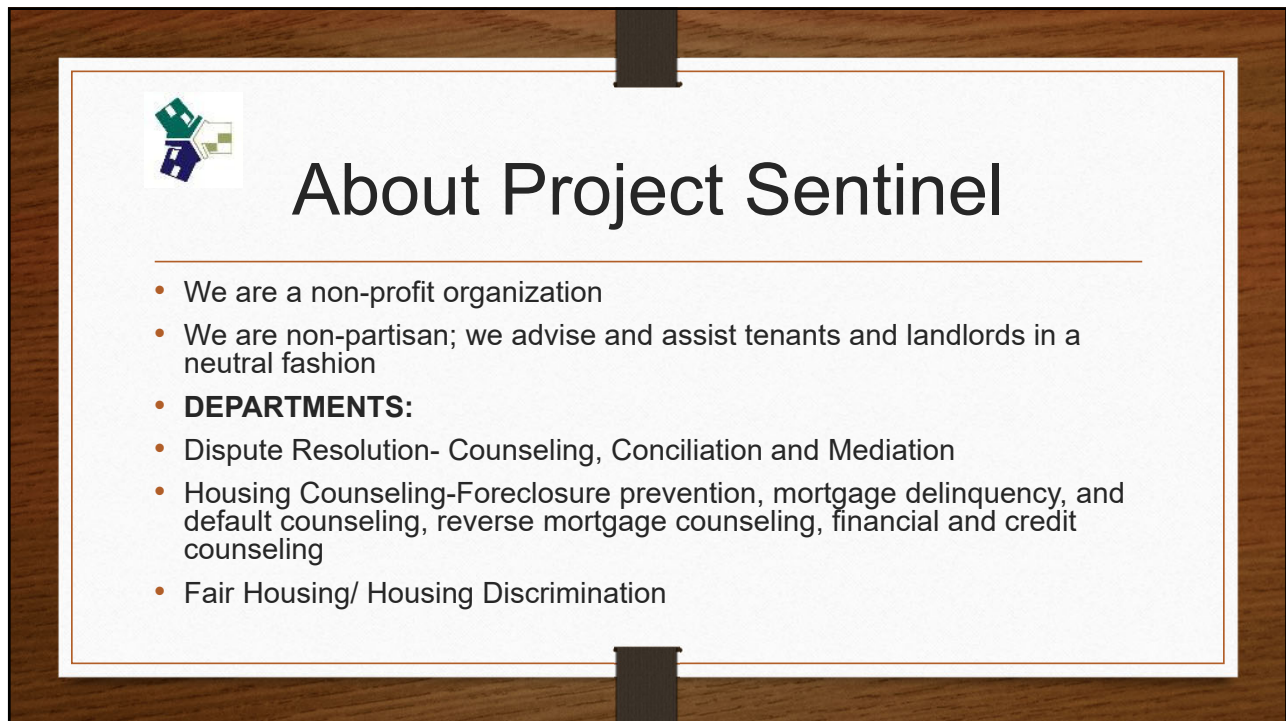 About Project Sentinel
• We are a non-profit organization
• We are non-partisan; we advise and assist tenants and landlords in a
neutral fashion
• DEPARTMENTS:
• Dispute Resolution- Counseling, Conciliation and Mediation
• Housing Counseling-Foreclosure prevention, mortgage delinquency, and
default counseling, reverse mortgage counseling, financial and credit
counseling
• Fair Housing/ Housing Discrimination